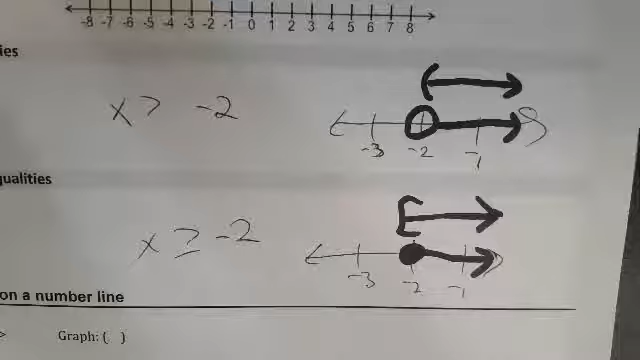 -8 -7 -6 -5 -4 -3 -2 -1 0 1 2 3 4 5 6 7 8
ies
x > -2
-3 -2 -1
qualities
x ≥ -2
-3 -2 -1
on a number line
> Graph: ( )